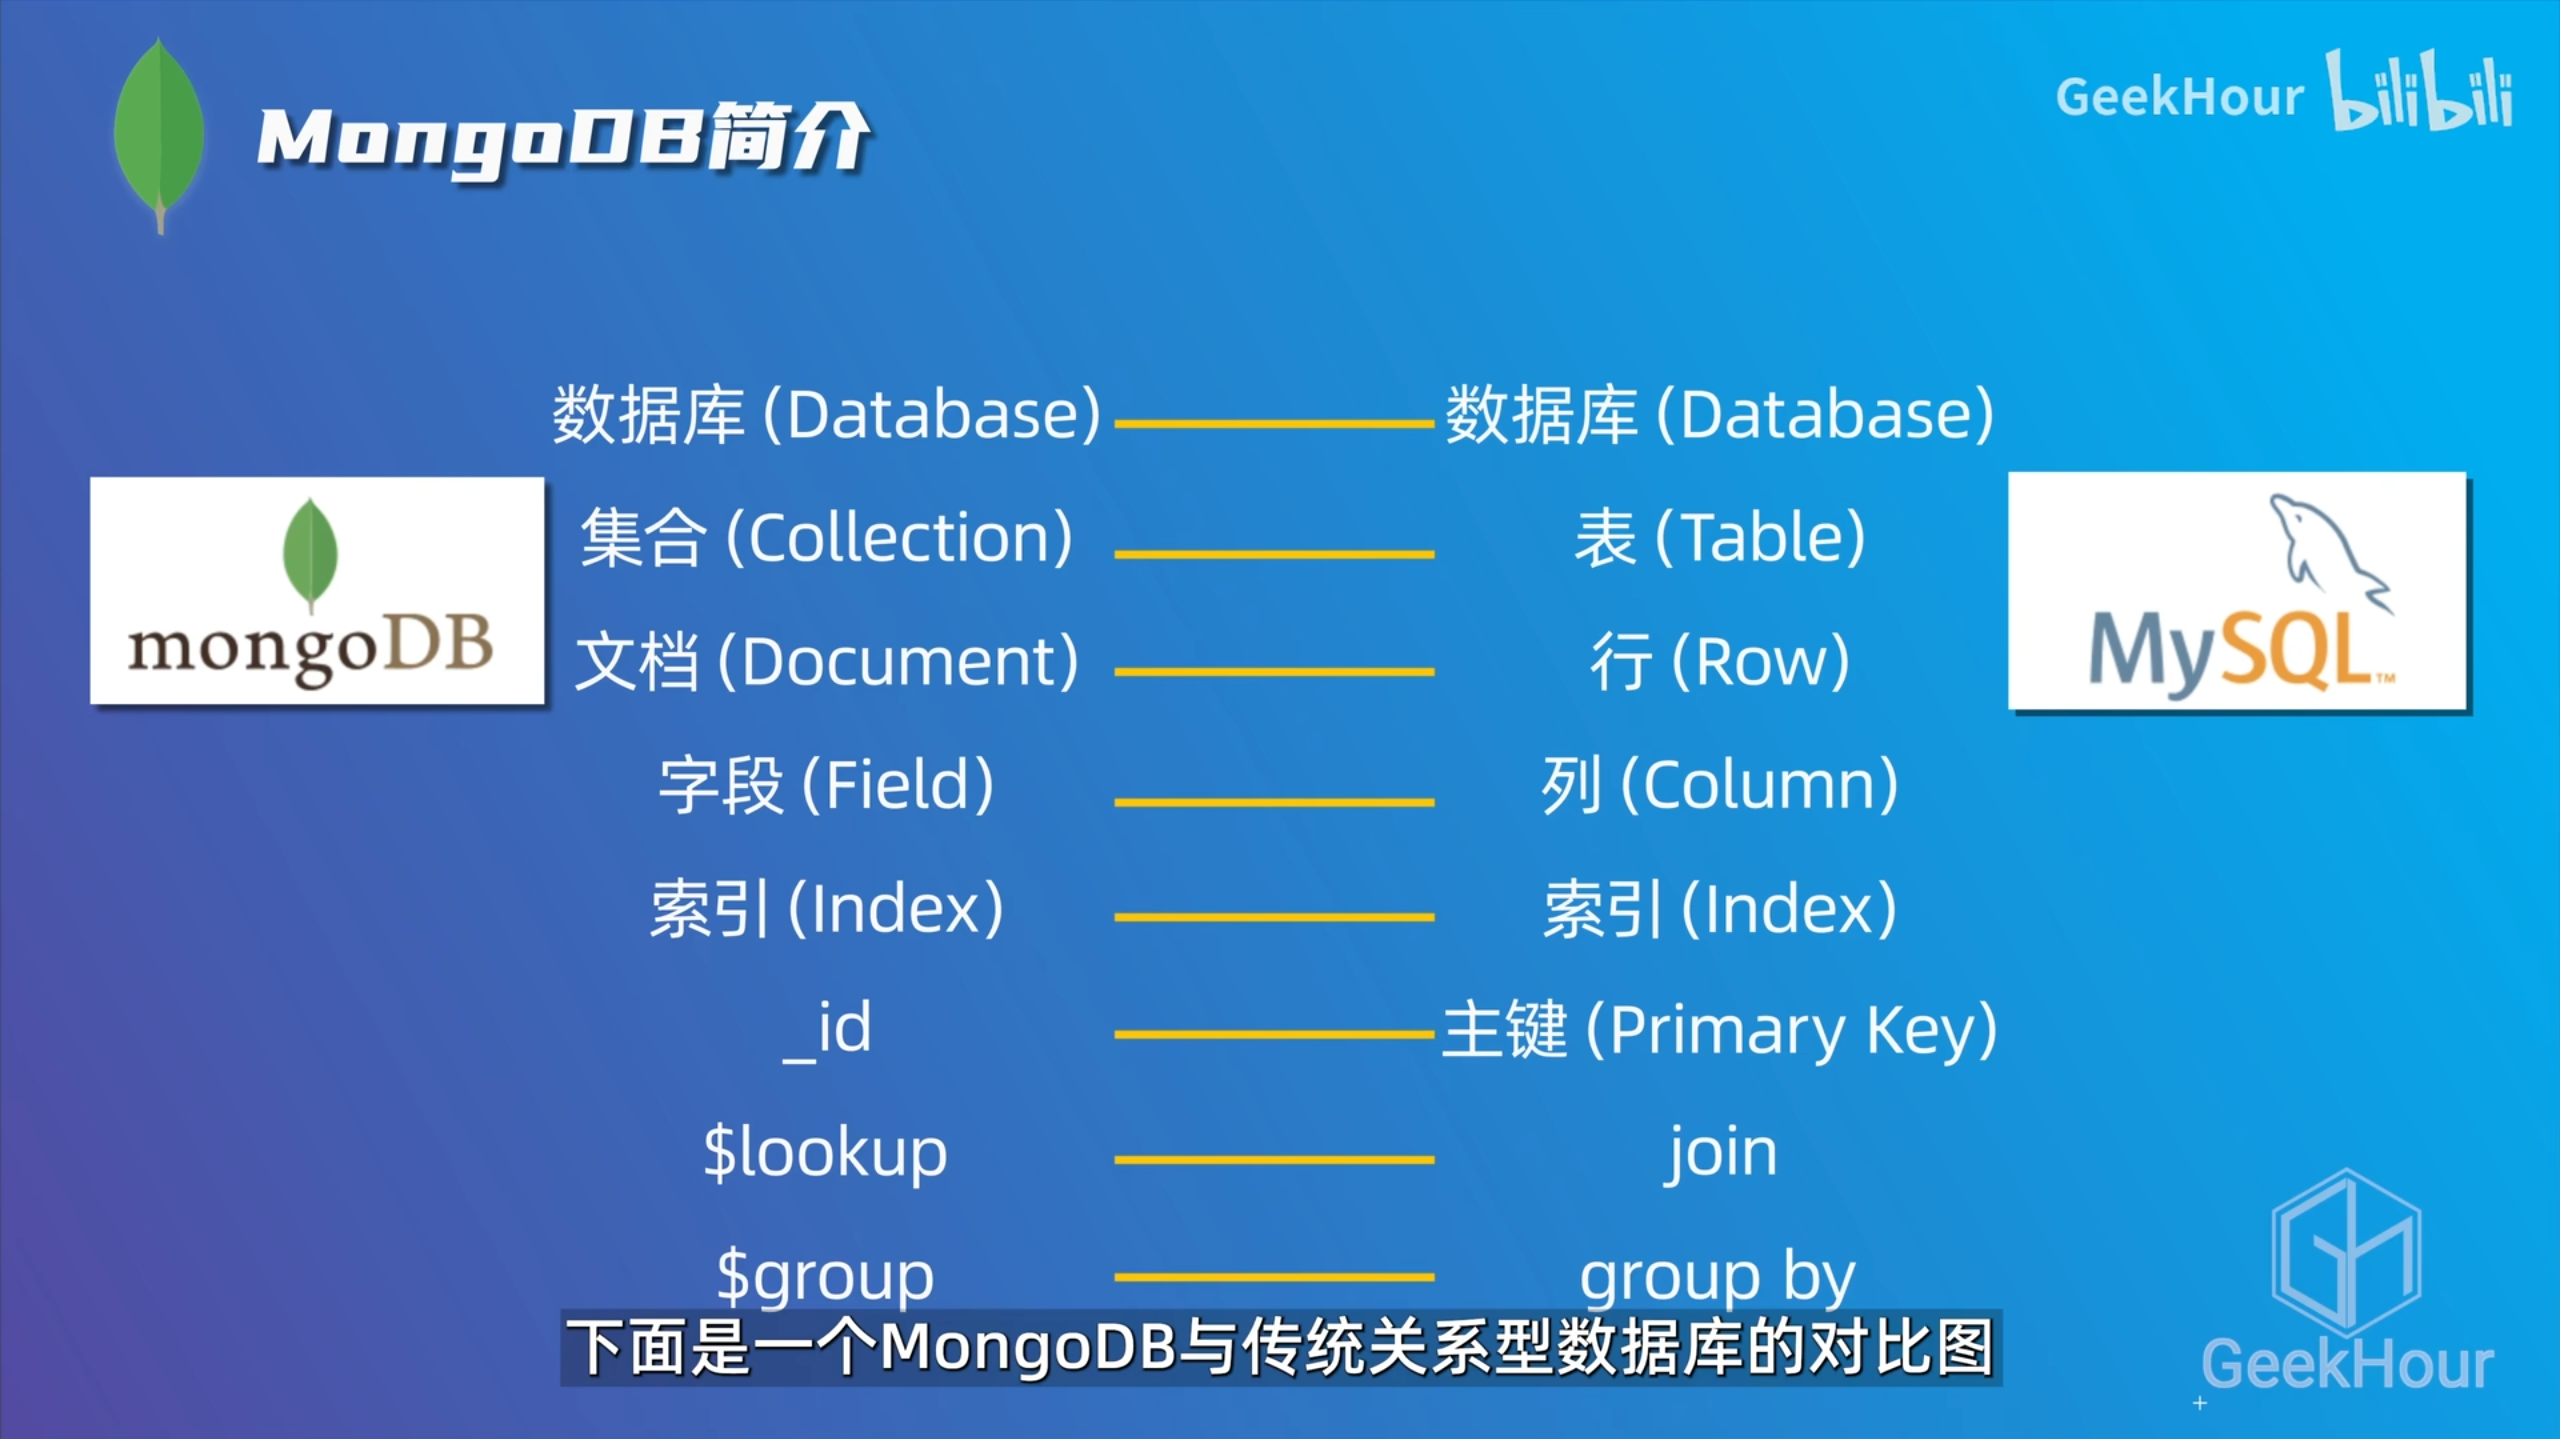 MongoDB简介
GeekHour bilibili
数据库 (Database) 数据库 (Database)
集合 (Collection) 表 (Table)
文档 (Document) 行 (Row)
mongoDB
MySQL™
字段 (Field) 列 (Column)
索引 (Index) 索引 (Index)
_id 主键 (Primary Key)
$lookup join
$group group by
下面是一个MongoDB与传统关系型数据库的对比图
GeekHour